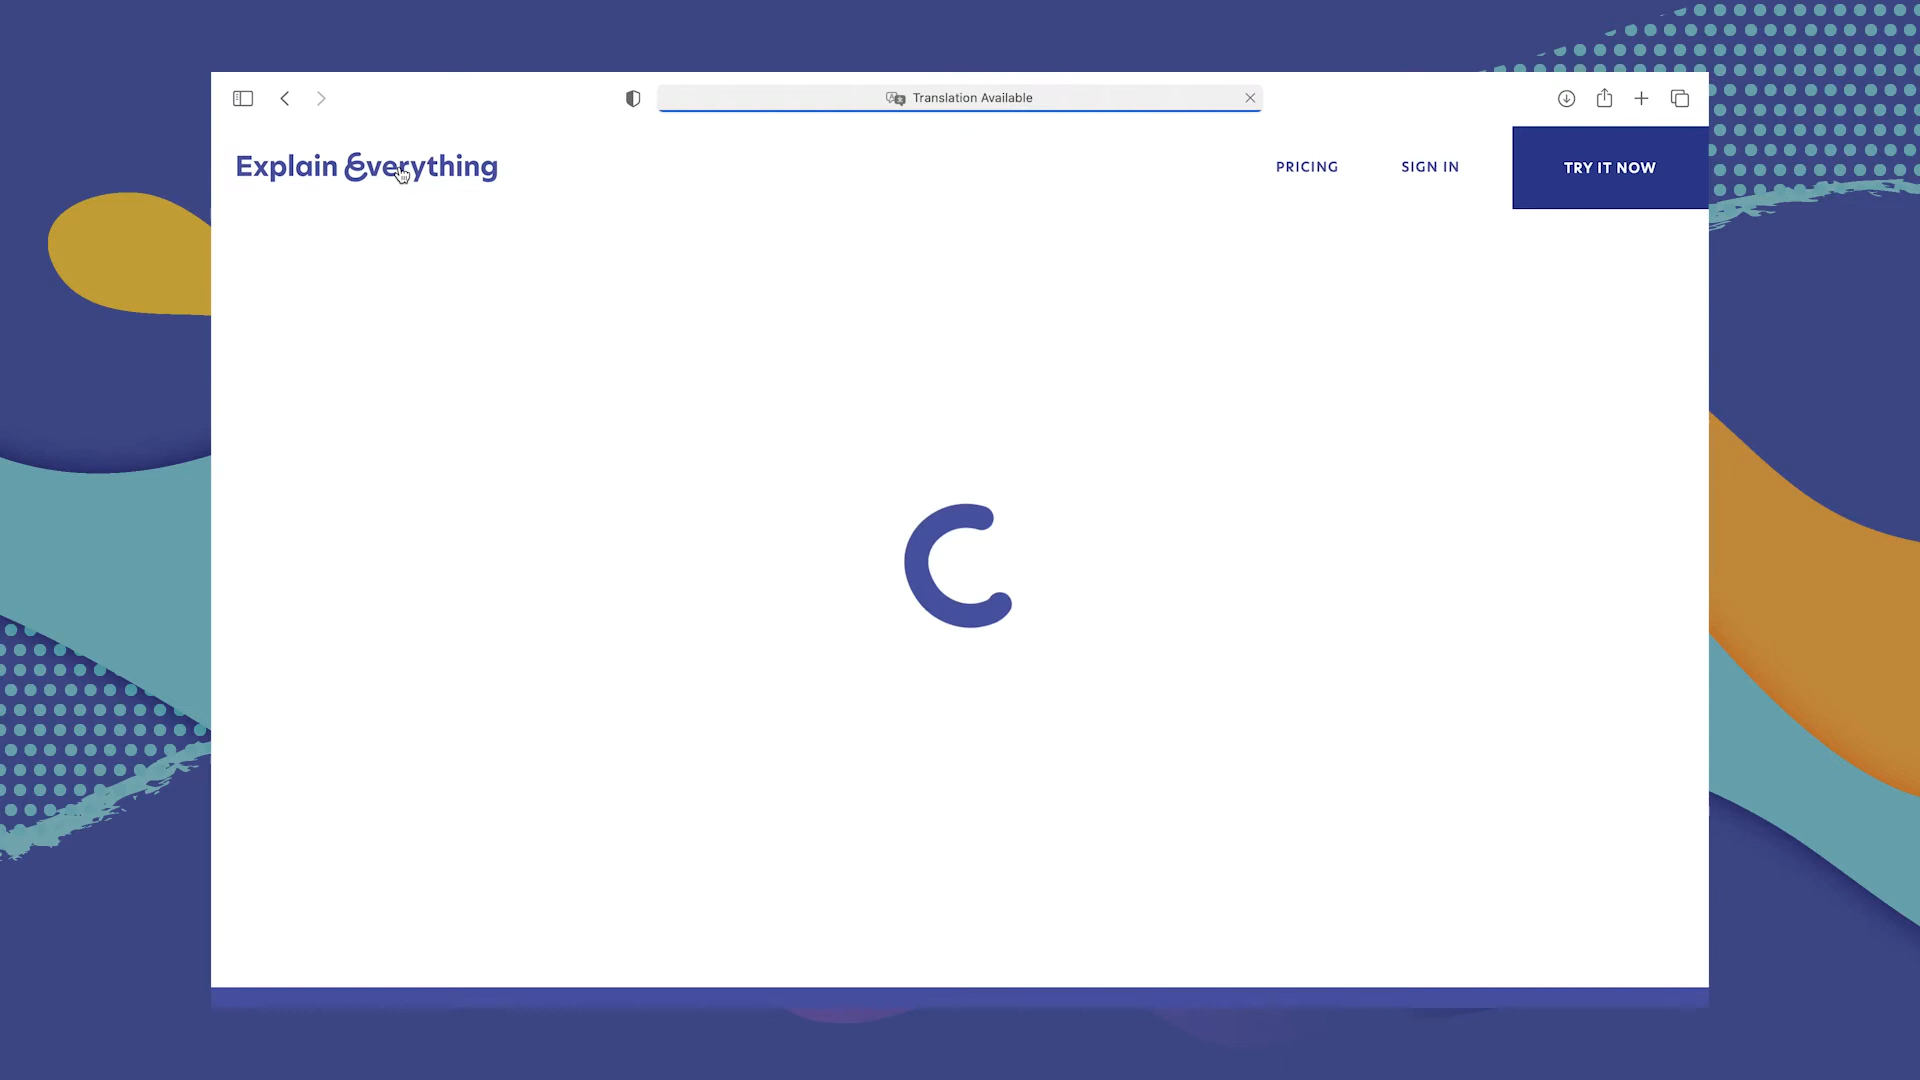 Translation Available
Explain Everything
PRICING
SIGN IN
TRY IT NOW